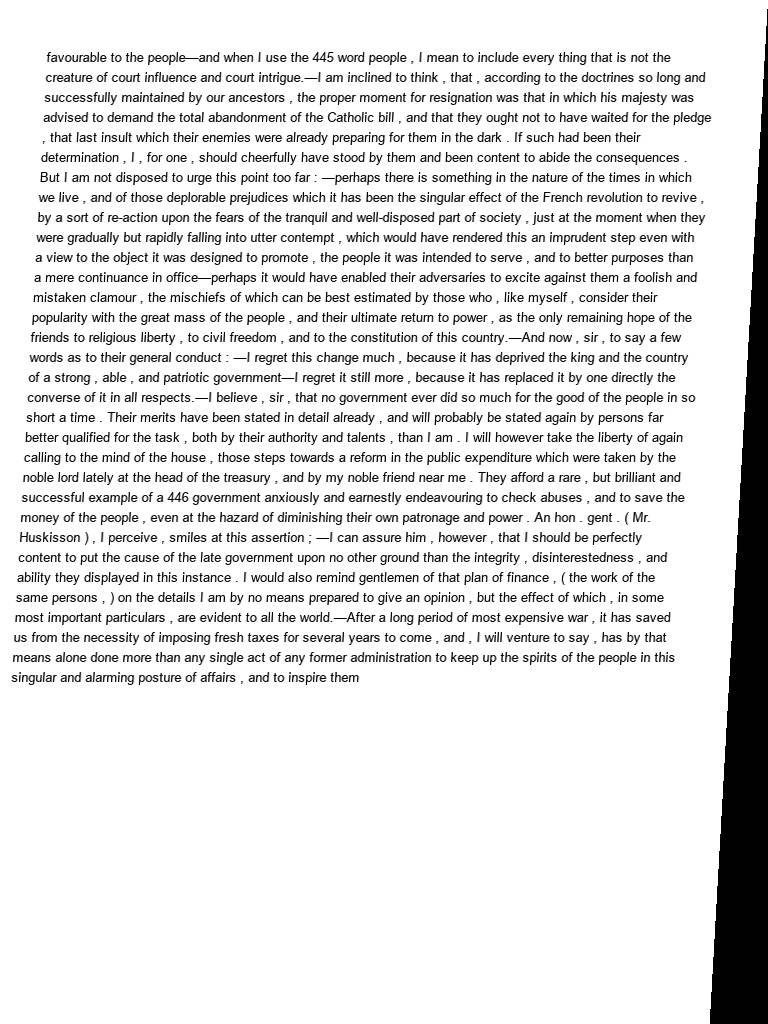 favourable to the people—and when I use the 445 word people , I mean to include every thing that is not the
creature of court influence and court intrigue.—I am inclined to think , that , according to the doctrines so long and
successfully maintained by our ancestors , the proper moment for resignation was that in which his majesty was
advised to demand the total abandonment of the Catholic bill , and that they ought not to have waited for the pledge
, that last insult which their enemies were already preparing for them in the dark . If such had been their
determination , I , for one , should cheerfully have stood by them and been content to abide the consequences .
But I am not disposed to urge this point too far : —perhaps there is something in the nature of the times in which
we live , and of those deplorable prejudices which it has been the singular effect of the French revolution to revive ,
by a sort of re-action upon the fears of the tranquil and well-disposed part of society , just at the moment when they
were gradually but rapidly falling into utter contempt , which would have rendered this an imprudent step even with
a view to the object it was designed to promote , the people it was intended to serve , and to better purposes than
a mere continuance in office—perhaps it would have enabled their adversaries to excite against them a foolish and
mistaken clamour , the mischiefs of which can be best estimated by those who , like myself , consider their
popularity with the great mass of the people , and their ultimate return to power , as the only remaining hope of the
friends to religious liberty , to civil freedom , and to the constitution of this country.—And now , sir , to say a few
words as to their general conduct : —I regret this change much , because it has deprived the king and the country
of a strong , able , and patriotic government—I regret it still more , because it has replaced it by one directly the
converse of it in all respects.—I believe , sir , that no government ever did so much for the good of the people in so
short a time . Their merits have been stated in detail already , and will probably be stated again by persons far
better qualified for the task , both by their authority and talents , than I am . I will however take the liberty of again
calling to the mind of the house , those steps towards a reform in the public expenditure which were taken by the
noble lord lately at the head of the treasury , and by my noble friend near me . They afford a rare , but brilliant and
successful example of a 446 government anxiously and earnestly endeavouring to check abuses , and to save the
money of the people , even at the hazard of diminishing their own patronage and power . An hon . gent . ( Mr.
Huskisson ) , I perceive , smiles at this assertion ; —I can assure him , however , that I should be perfectly
content to put the cause of the late government upon no other ground than the integrity , disinterestedness , and
ability they displayed in this instance . I would also remind gentlemen of that plan of finance , ( the work of the
same persons , ) on the details I am by no means prepared to give an opinion , but the effect of which , in some
most important particulars , are evident to all the world.—After a long period of most expensive war , it has saved
us from the necessity of imposing fresh taxes for several years to come , and , I will venture to say , has by that
means alone done more than any single act of any former administration to keep up the spirits of the people in this
singular and alarming posture of affairs , and to inspire them